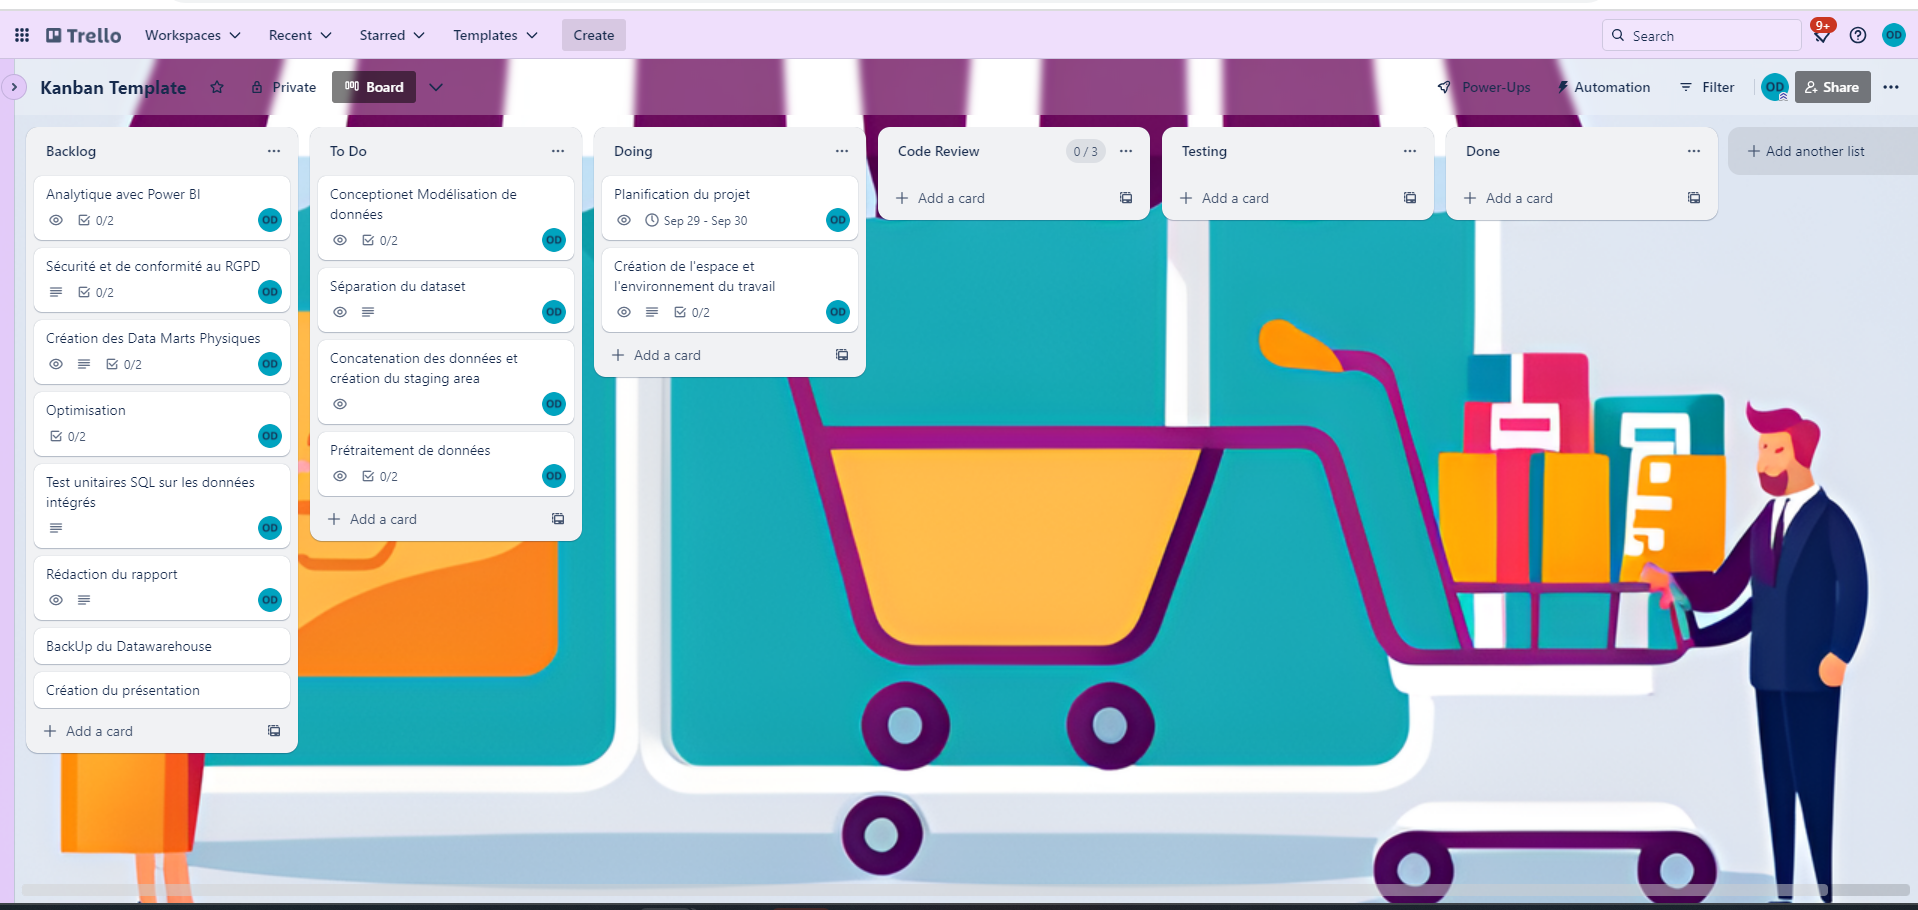 Trello
Workspaces
Recent
Starred
Templates
Create
Search
9+
OD
Kanban Template
Private
Board
Power-Ups
Automation
Filter
OD
Share
Backlog
Analytique avec Power BI
0/2
OD
Sécurité et de conformité au RGPD
0/2
OD
Création des Data Marts Physiques
0/2
OD
Optimisation
0/2
OD
Test unitaires SQL sur les données
intégrés
OD
Rédaction du rapport
OD
BackUp du Datawarehouse
Création du présentation
Add a card
To Do
Conceptionet Modélisation de
données
0/2
OD
Séparation du dataset
OD
Concatenation des données et
création du staging area
OD
Prétraitement de données
0/2
OD
Add a card
Doing
Planification du projet
Sep 29 - Sep 30
OD
Création de l'espace et
l'environnement du travail
0/2
OD
Add a card
Code Review
0 / 3
Add a card
Testing
Add a card
Done
Add a card
Add another list